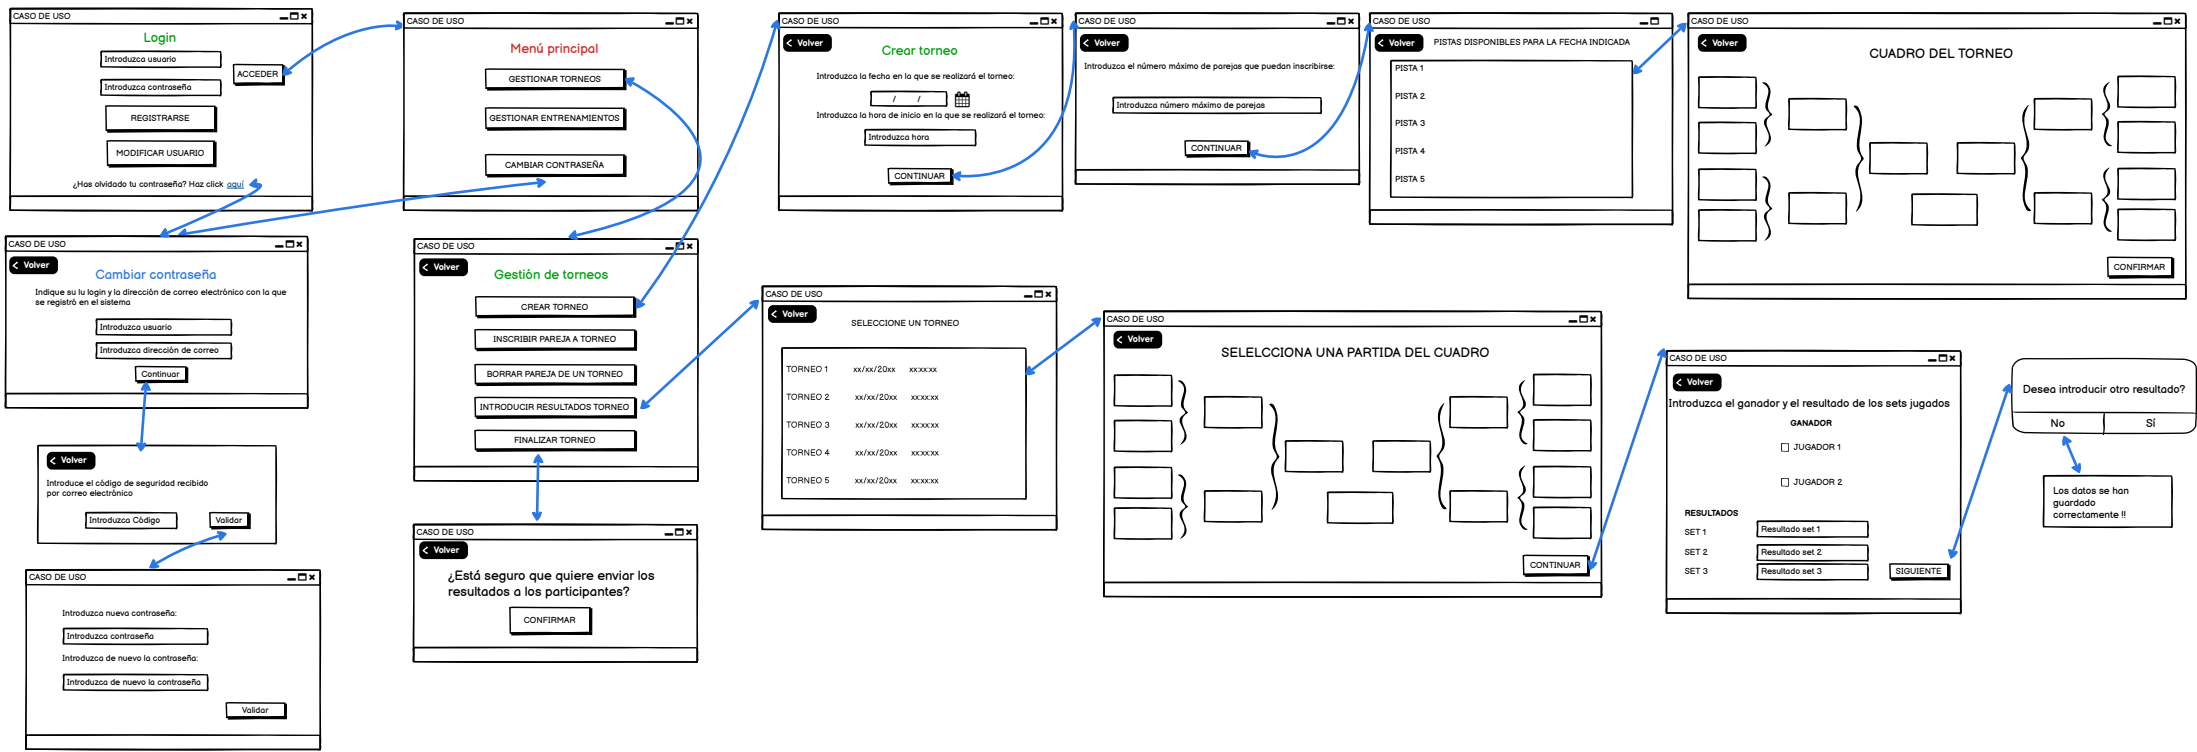 CASO DE USO
Login
Introduzca usuario
ACCEDER
Introduzca contraseña
REGISTRARSE
MODIFICAR USUARIO
¿Has olvidado tu contraseña? Haz click aquí
CASO DE USO
Menú principal
GESTIONAR TORNEOS
GESTIONAR ENTRENAMIENTOS
CAMBIAR CONTRASEÑA
CASO DE USO
Volver
Crear torneo
Introduzca la fecha en la que se realizará el torneo:
/ /
Introduzca la hora de inicio en la que se realizará el torneo:
Introduzca hora
CONTINUAR
CASO DE USO
Volver
Introduzca el número máximo de parejas que puedan inscribirse:
Introduzca número máximo de parejas
CONTINUAR
CASO DE USO
Volver
PISTAS DISPONIBLES PARA LA FECHA INDICADA
PISTA 1
PISTA 2
PISTA 3
PISTA 4
PISTA 5
CASO DE USO
Volver
CUADRO DEL TORNEO
CONFIRMAR
CASO DE USO
Volver
Cambiar contraseña
Indique su lu login y la dirección de correo electrónico con la que
se registró en el sistema
Introduzca usuario
Introduzca dirección de correo
Continuar
Volver
Introduce el código de seguridad recibido
por correo electrónico
Introduzca Código
Validar
CASO DE USO
Introduzca nueva contraseña:
Introduzca contraseña
Introduzca de nuevo la contraseña:
Introduzca de nuevo la contraseña
Validar
CASO DE USO
Volver
Gestión de torneos
CREAR TORNEO
INSCRIBIR PAREJA A TORNEO
BORRAR PAREJA DE UN TORNEO
INTRODUCIR RESULTADOS TORNEO
FINALIZAR TORNEO
CASO DE USO
Volver
¿Está seguro que quiere enviar los
resultados a los participantes?
CONFIRMAR
CASO DE USO
Volver
SELECCIONE UN TORNEO
TORNEO 1 xx/xx/20xx xx:xx:xx
TORNEO 2 xx/xx/20xx xx:xx:xx
TORNEO 3 xx/xx/20xx xx:xx:xx
TORNEO 4 xx/xx/20xx xx:xx:xx
TORNEO 5 xx/xx/20xx xx:xx:xx
CASO DE USO
Volver
SELELCCIONA UNA PARTIDA DEL CUADRO
CONTINUAR
CASO DE USO
Volver
Introduzca el ganador y el resultado de los sets jugados
GANADOR
JUGADOR 1
JUGADOR 2
RESULTADOS
SET 1 Resultado set 1
SET 2 Resultado set 2
SET 3 Resultado set 3
SIGUIENTE
Desea introducir otro resultado?
No Sí
Los datos se han
guardado
correctamente !!